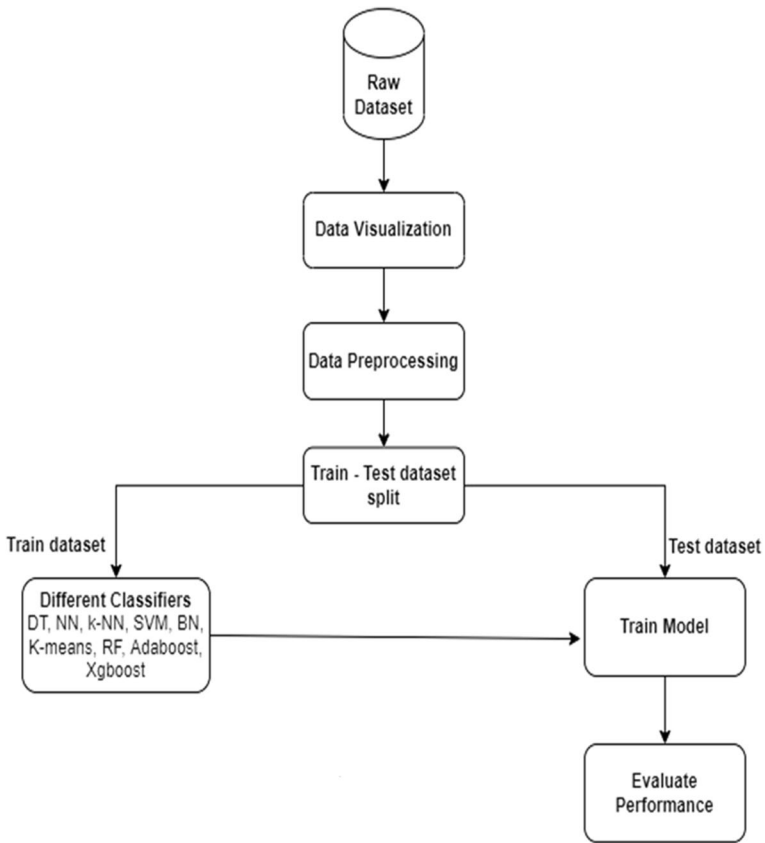 Raw
Dataset
Data Visualization
Data Preprocessing
Train - Test dataset
split
Train dataset
Test dataset
Different Classifiers
DT, NN, k-NN, SVM, BN,
K-means, RF, Adaboost,
Xgboost
Train Model
Evaluate
Performance